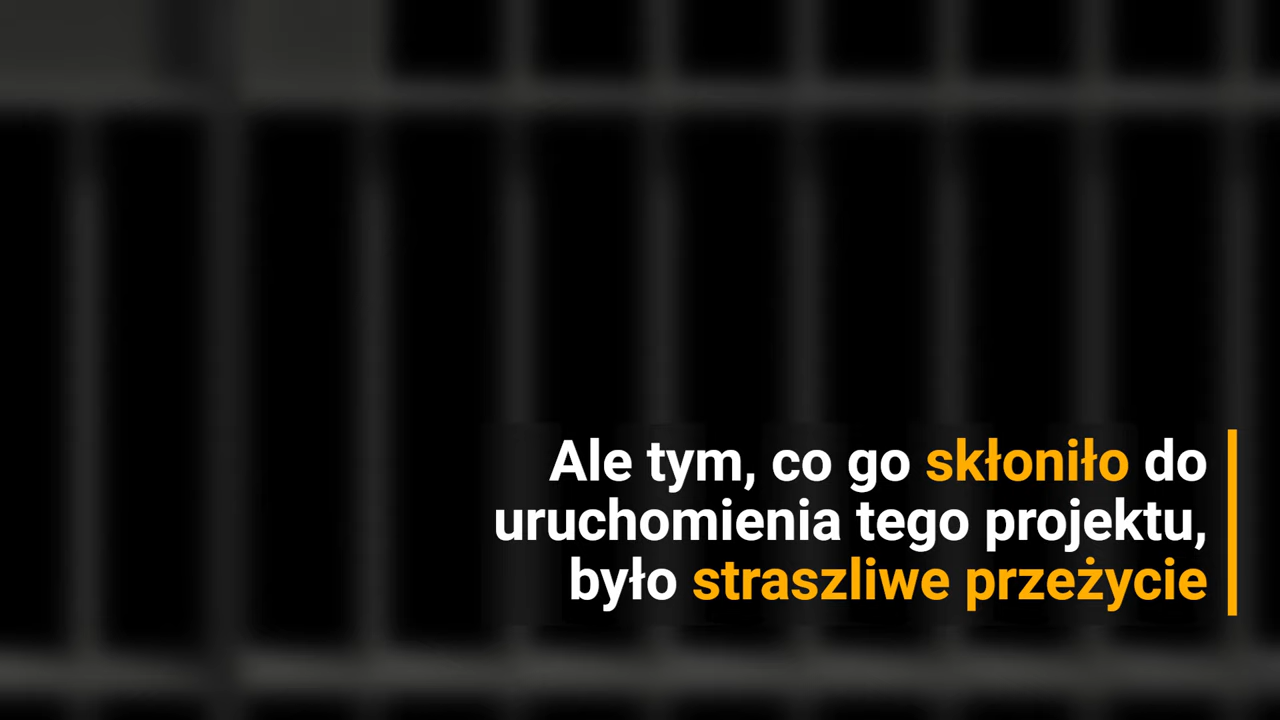 Ale tym, co go skłoniło do
uruchomienia tego projektu,
było straszliwe przeżycie